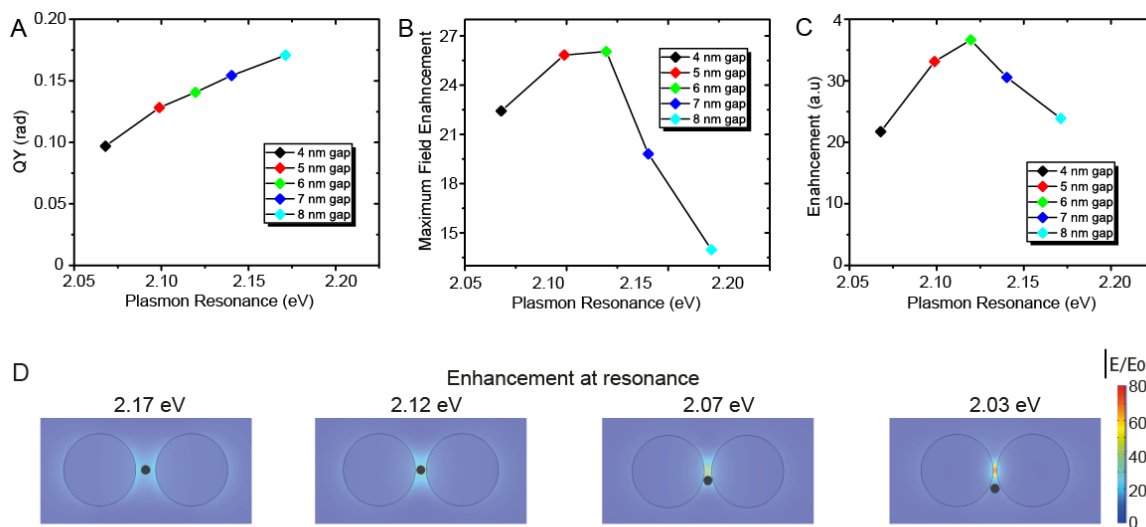 A
0.20
0.15
0.10
0.05
0
QY (rad)
2.05 2.10 2.15 2.20
Plasmon Resonance (eV)
4 nm gap
5 nm gap
6 nm gap
7 nm gap
8 nm gap
B
27
24
21
18
15
Maximum Field Enahncement
2.05 2.10 2.15 2.20
Plasmon Resonance (eV)
4 nm gap
5 nm gap
6 nm gap
7 nm gap
8 nm gap
C
40
30
20
10
0
Enahncement (a.u)
2.05 2.10 2.15 2.20
Plasmon Resonance (eV)
4 nm gap
5 nm gap
6 nm gap
7 nm gap
8 nm gap
D
Enhancement at resonance
2.17 eV 2.12 eV 2.07 eV 2.03 eV
|E/Eo
80
60
40
20
0